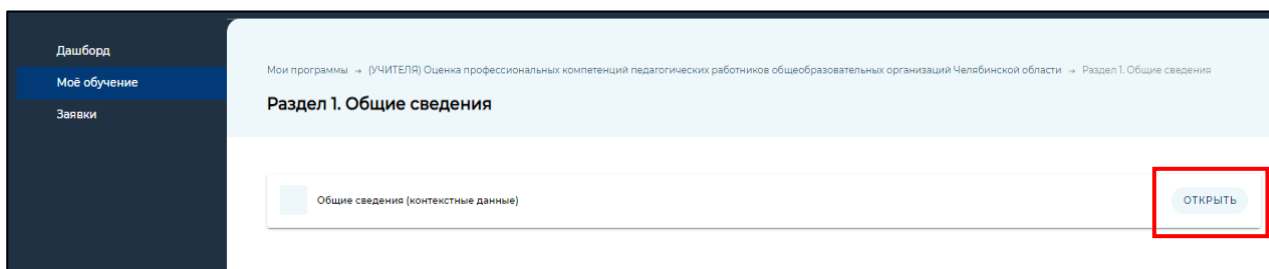 Дашборд
Моё обучение
Заявки
Мои программы → (УЧИТЕЛЯ) Оценка профессиональных компетенций педагогических работников общеобразовательных организаций Челябинской области → Раздел 1. Общие сведения
Раздел 1. Общие сведения
Общие сведения (контекстные данные)
ОТКРЫТЬ